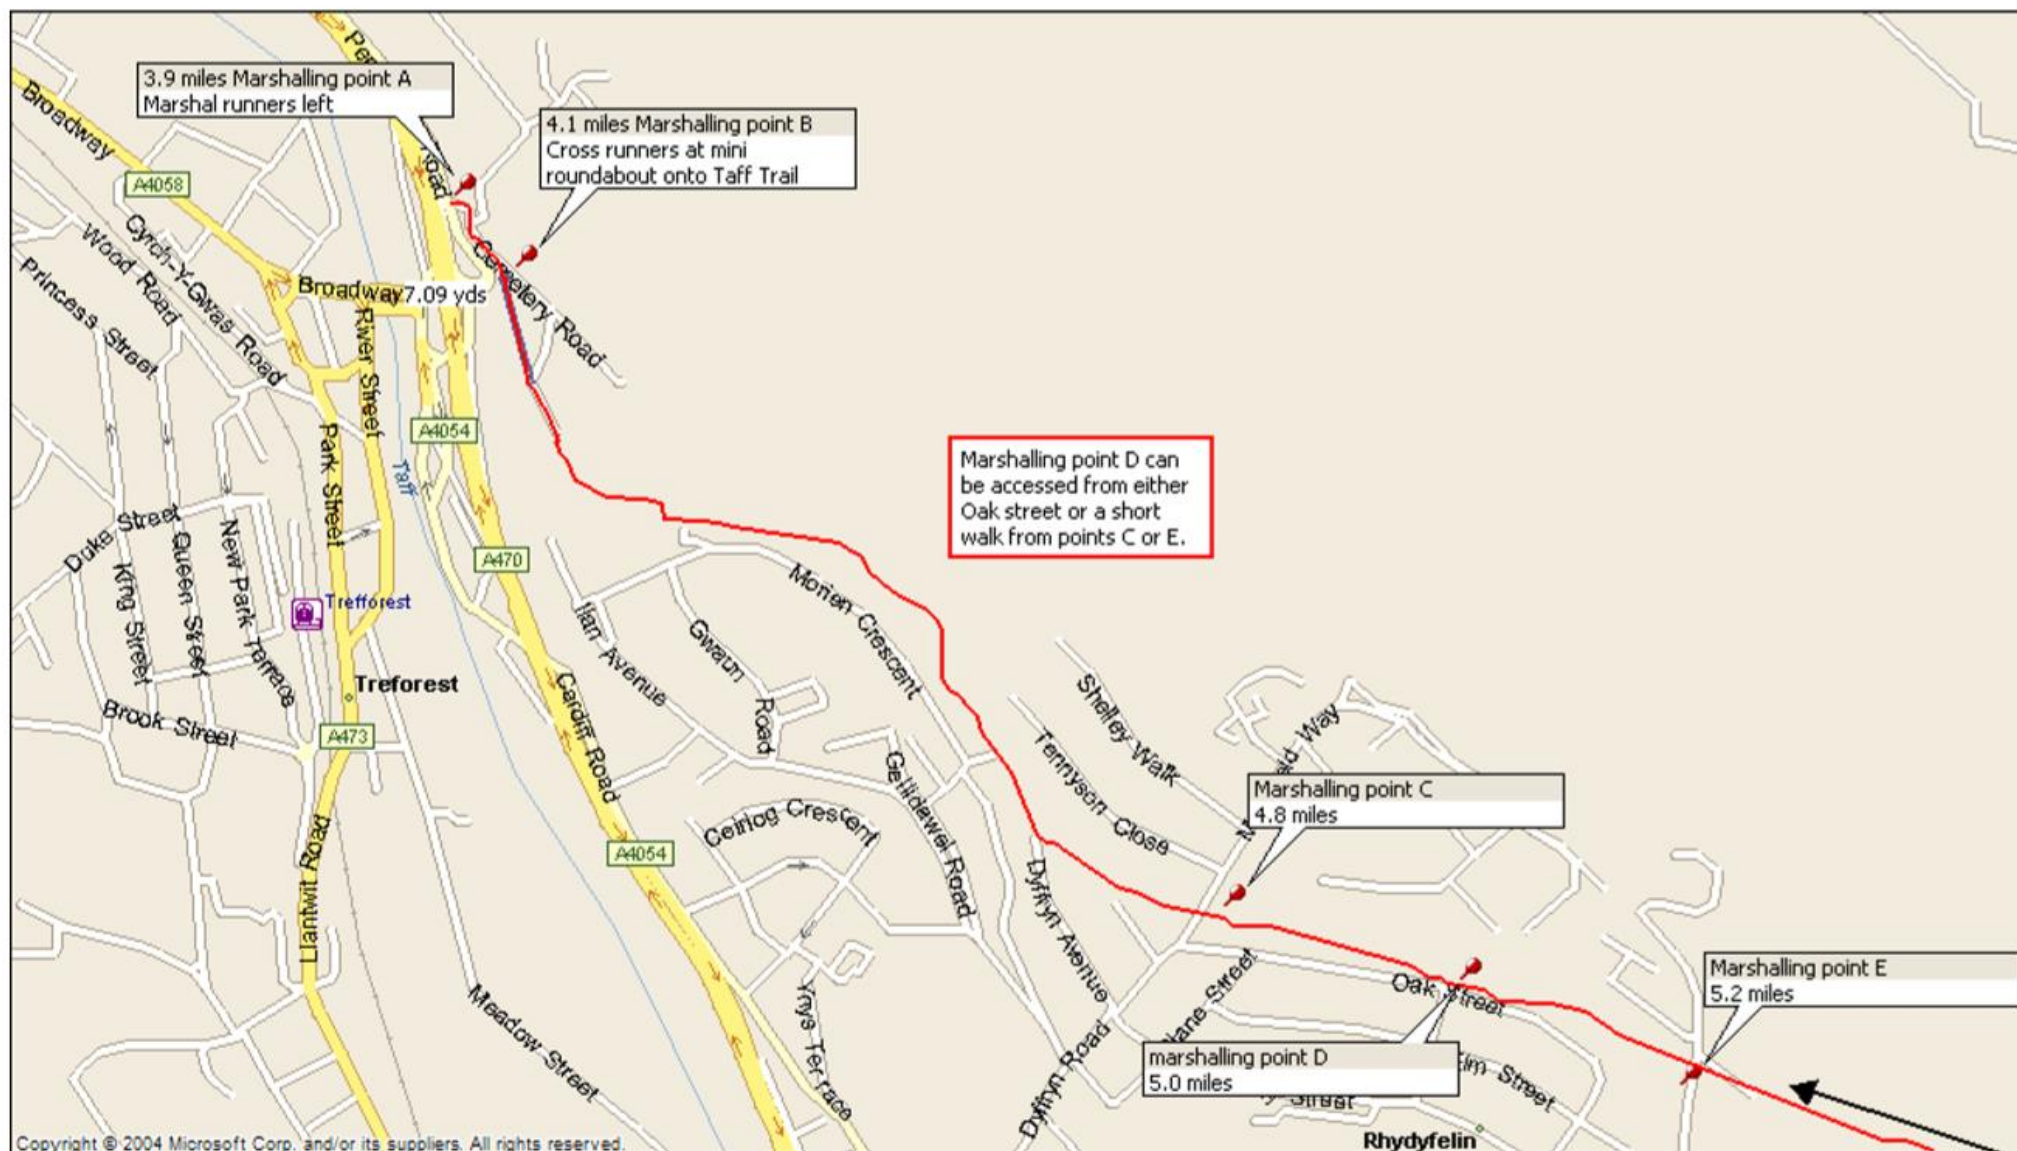 Per
3.9 miles Marshalling point A
Marshal runners left
Broadway
4.1 miles Marshalling point B
Cross runners at mini
roundabout onto Taff Trail
A4058
Road
Cyrch-Y-Gwas Road
Wood Road
Princess Street
Cemetery Road
Broadway
7.09 yds
River Street
A4054
Park Street
Taff
Marshalling point D can
be accessed from either
Oak street or a short
walk from points C or E.
Duke Street
King Street
Queen Street
New Park Terrace
A470
Trefforest
Morien Crescent
Ilan Avenue
Gwaun Road
Treforest
Brook Street
A473
Cardiff Road
Shelley Walk
Tennyson Close
Gellidawel Road
Marshalling point C
4.8 miles
Ceiriog Crescent
Llantwit Road
A4054
Dyffryn Avenue
Marshalling point E
5.2 miles
Oak Street
Meadow Street
Ynys Terrace
Dyffryn Road
marshalling point D
5.0 miles
Elm Street
Street
Rhydyfelin
Copyright © 2004 Microsoft Corp. and/or its suppliers. All rights reserved.